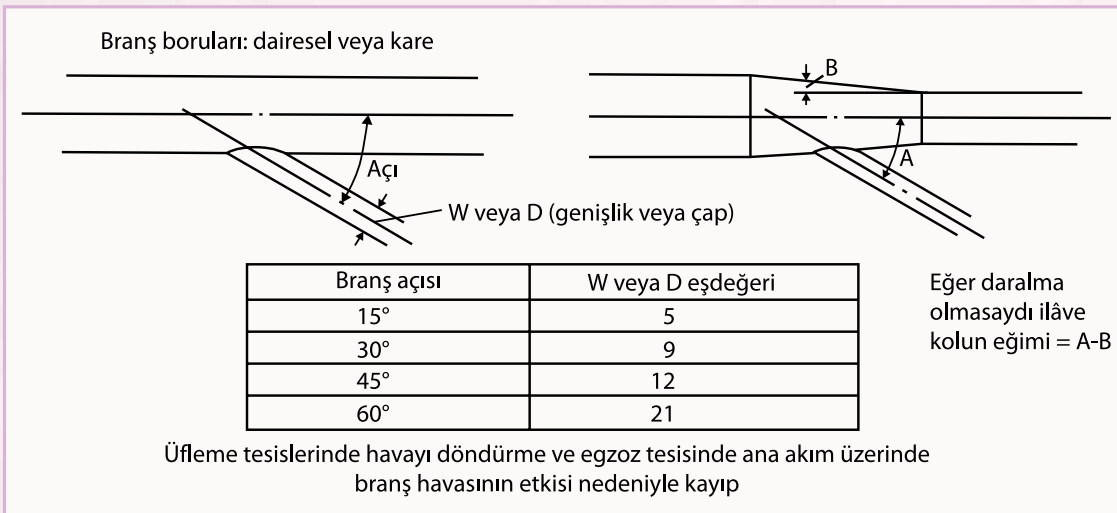 Branş boruları: dairesel veya kare
Açı
W veya D (genişlik veya çap)
B
A
Branş açısı W veya D eşdeğeri
15° 5
30° 9
45° 12
60° 21
Eğer daralma
olmasaydı ilâve
kolun eğimi = A-B
Üfleme tesislerinde havayı döndürme ve egzoz tesisinde ana akım üzerinde
branş havasının etkisi nedeniyle kayıp